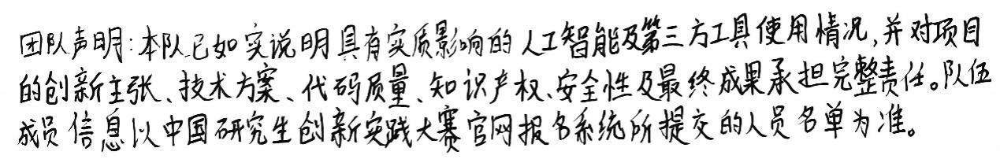 团队声明:本队已如实说明具有实质影响的人工智能及第三方工具使用情况,并对项目
的创新主张、技术方案、代码质量、知识产权、安全性及最终成果承担完整责任。队伍
成员信息以中国研究生创新实践大赛官网报名系统所提交的人员名单为准。